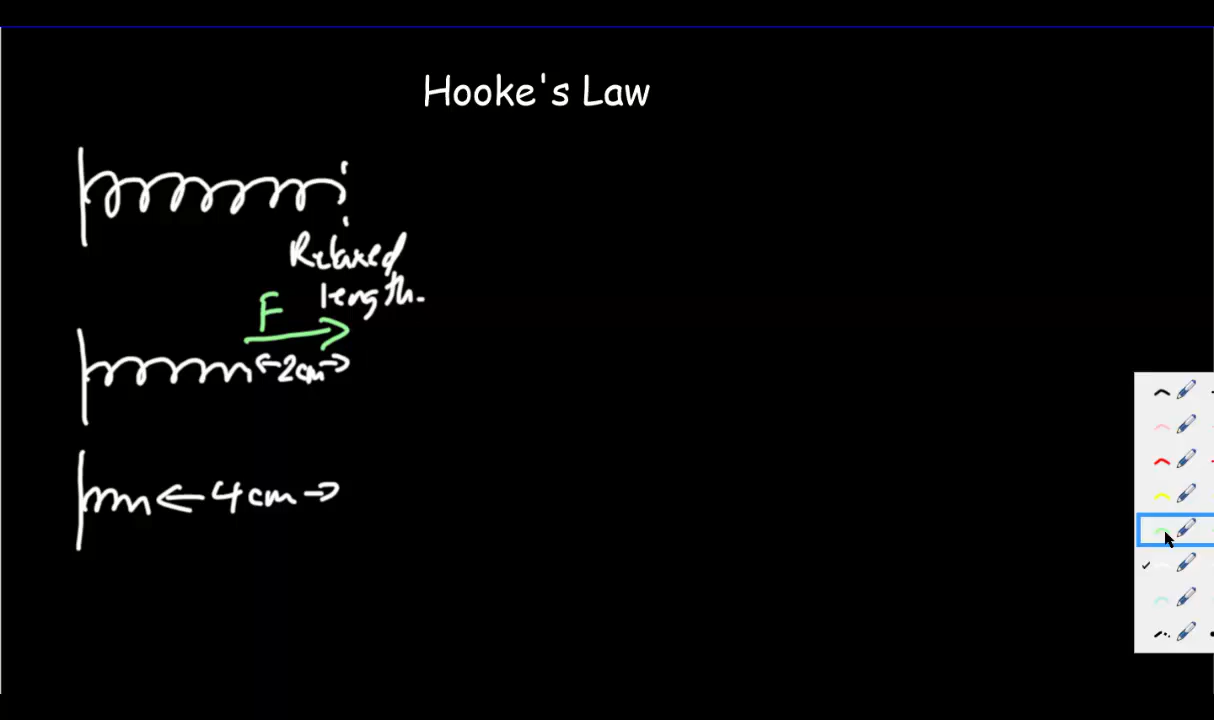 Hooke's Law
Relaxed
length.
F
←2cm→
←4cm→